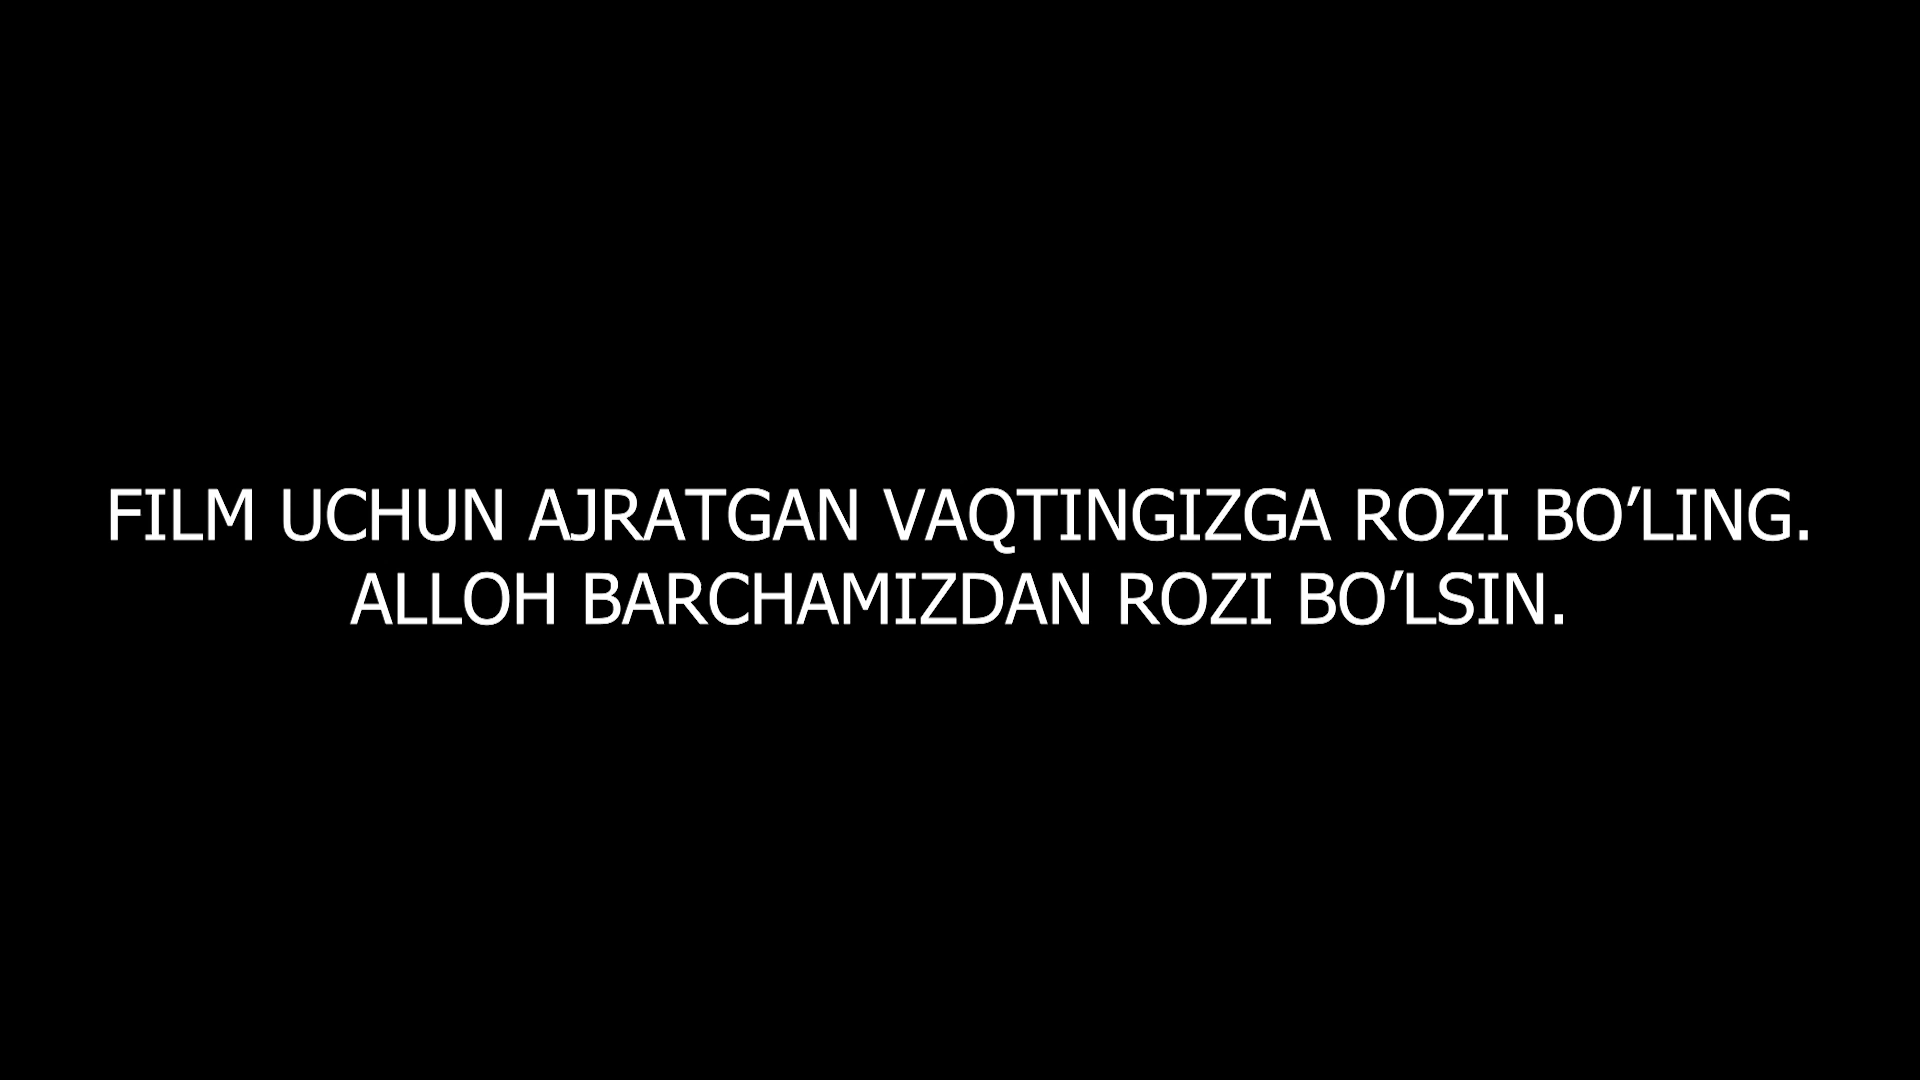 FILM UCHUN AJRATGAN VAQTINGIZGA ROZI BO’LING.
ALLOH BARCHAMIZDAN ROZI BO’LSIN.